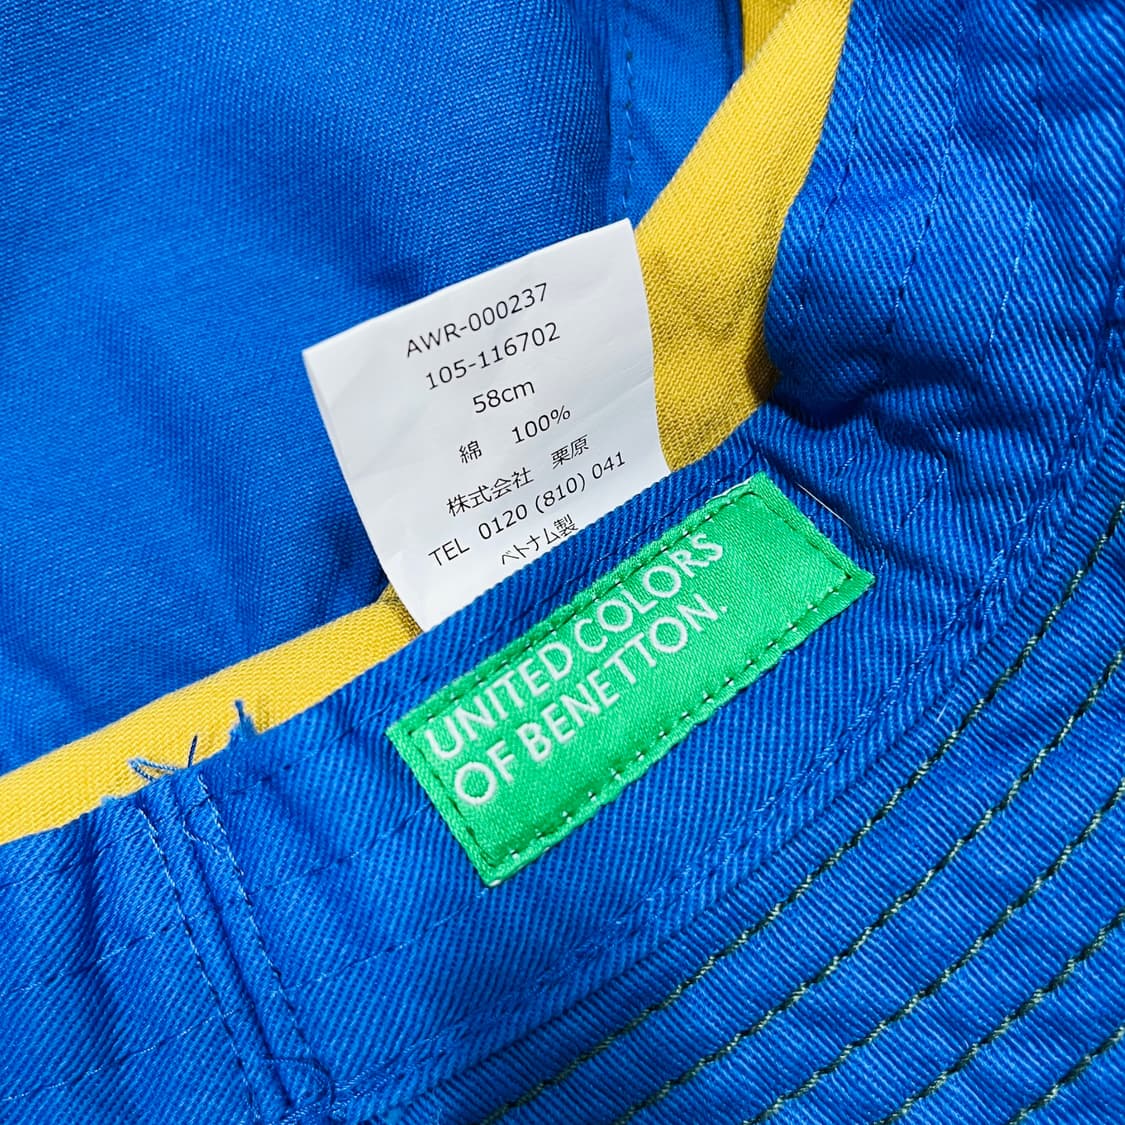 AWR-000237
105-116702
58cm
綿 100%
株式会社 栗原
TEL 0120 (810) 041
ベトナム製
UNITED COLORS
OF BENETTON.